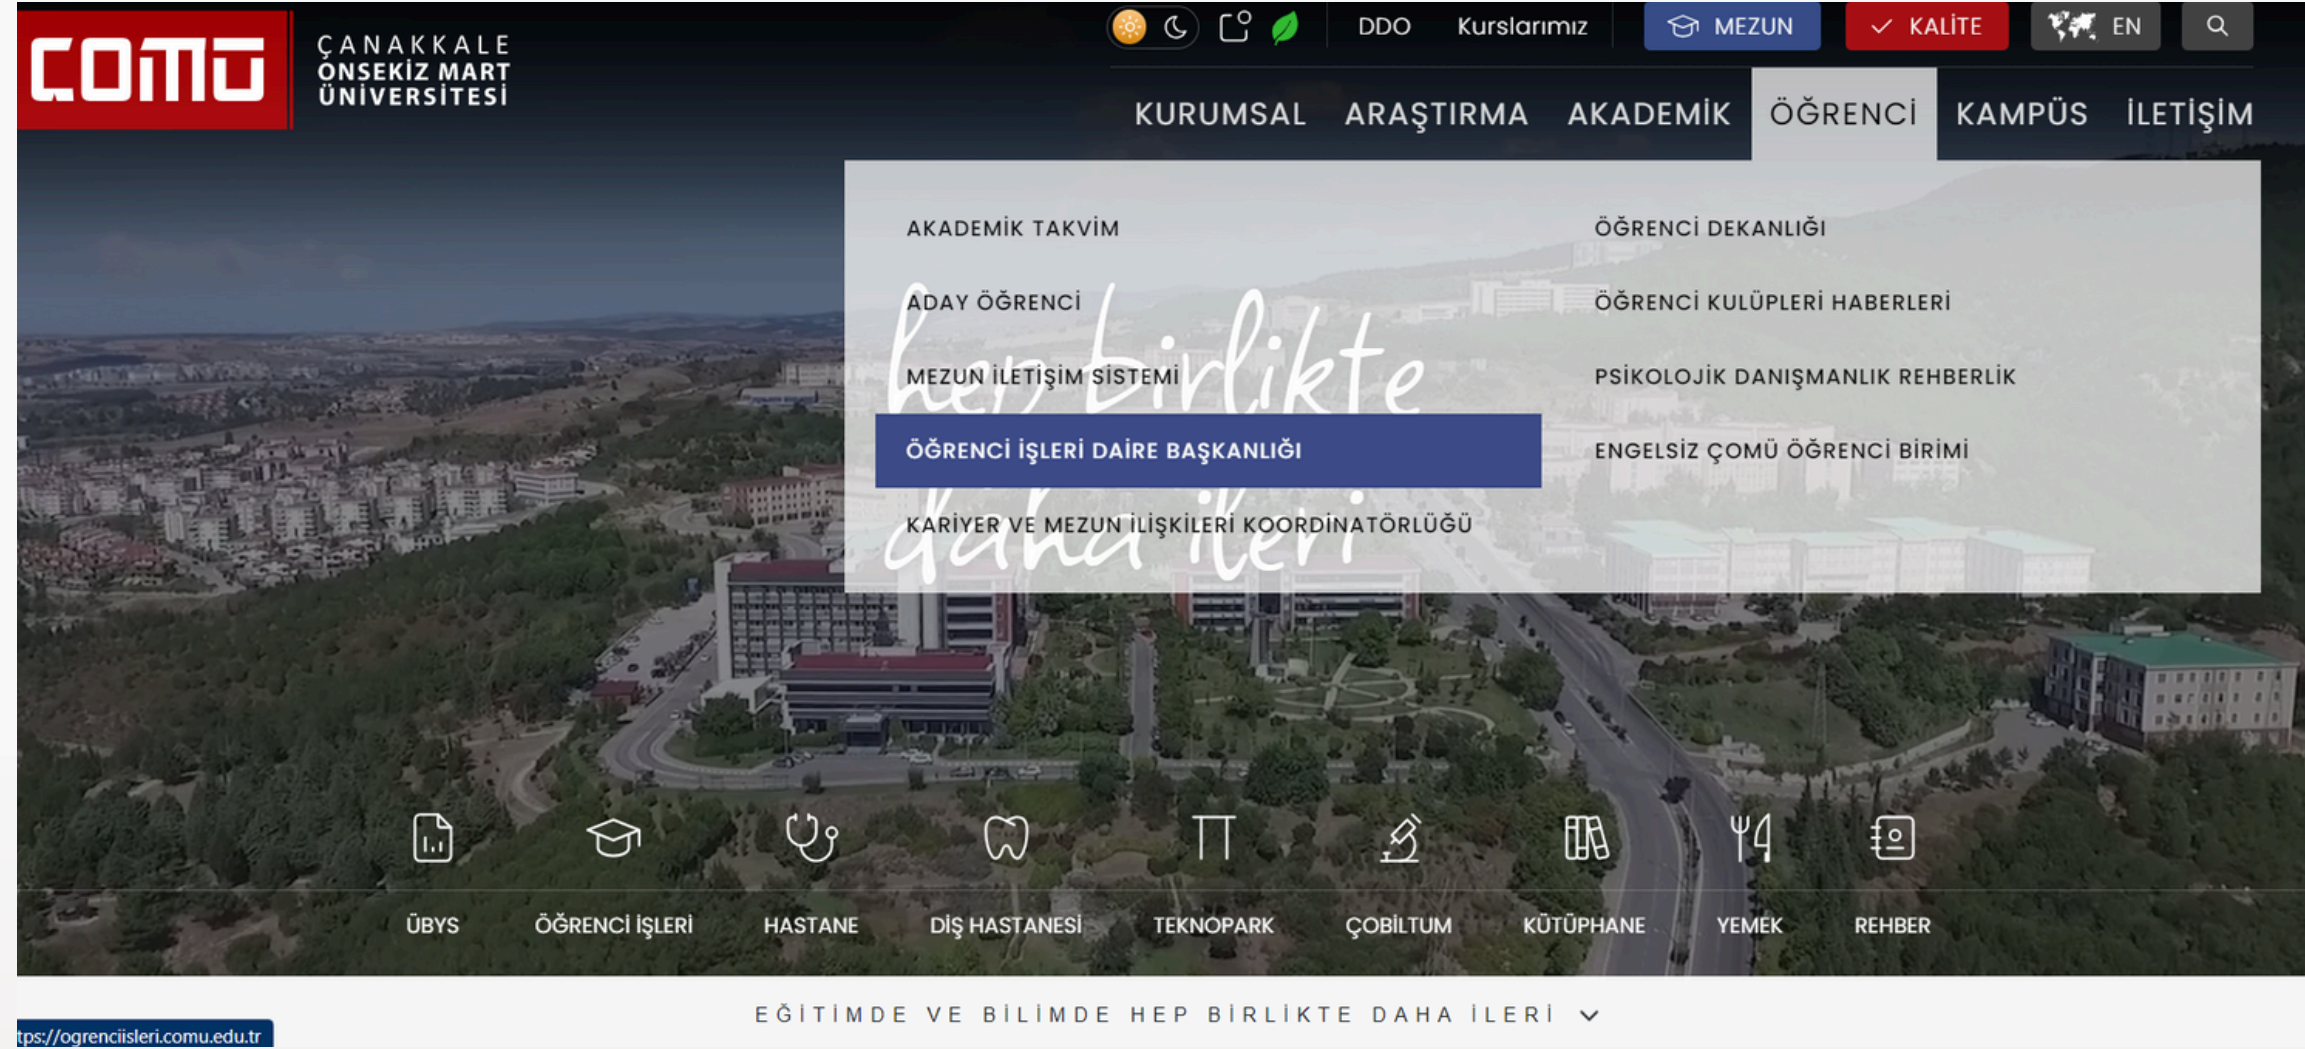 ÇOMÜ
ÇANAKKALE
ONSEKİZ MART
ÜNİVERSİTESİ
DDO
Kurslarımız
MEZUN
KALİTE
EN
KURUMSAL
ARAŞTIRMA
AKADEMİK
ÖĞRENCİ
KAMPÜS
İLETİŞİM
AKADEMİK TAKVİM
ADAY ÖĞRENCİ
MEZUN İLETİŞİM SİSTEMİ
ÖĞRENCİ İŞLERİ DAİRE BAŞKANLIĞI
KARİYER VE MEZUN İLİŞKİLERİ KOORDİNATÖRLÜĞÜ
ÖĞRENCİ DEKANLIĞI
ÖĞRENCİ KULÜPLERİ HABERLERİ
PSİKOLOJİK DANIŞMANLIK REHBERLİK
ENGELSİZ ÇOMÜ ÖĞRENCİ BİRİMİ
hep birlikte
daha ileri
ÜBYS
ÖĞRENCİ İŞLERİ
HASTANE
DİŞ HASTANESİ
TEKNOPARK
ÇOBİLTUM
KÜTÜPHANE
YEMEK
REHBER
EĞİTİMDE VE BİLİMDE HEP BİRLİKTE DAHA İLERİ
tps://ogrenciisleri.comu.edu.tr